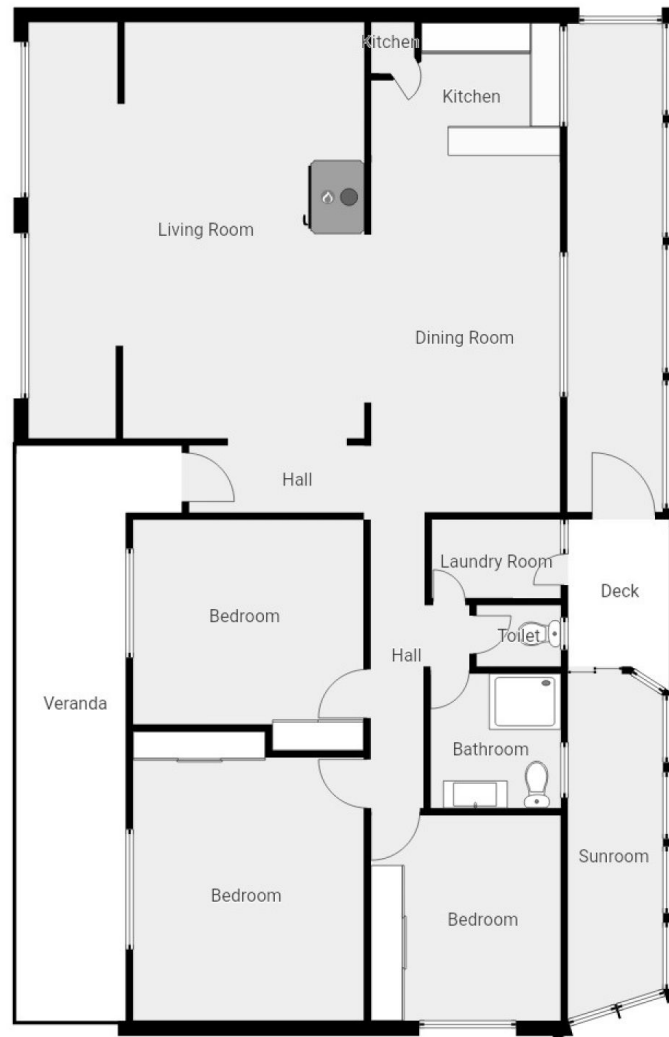 Kitchen
Kitchen
Living Room
Dining Room
Hall
Laundry Room
Deck
Bedroom
Toilet
Hall
Veranda
Bathroom
Sunroom
Bedroom
Bedroom